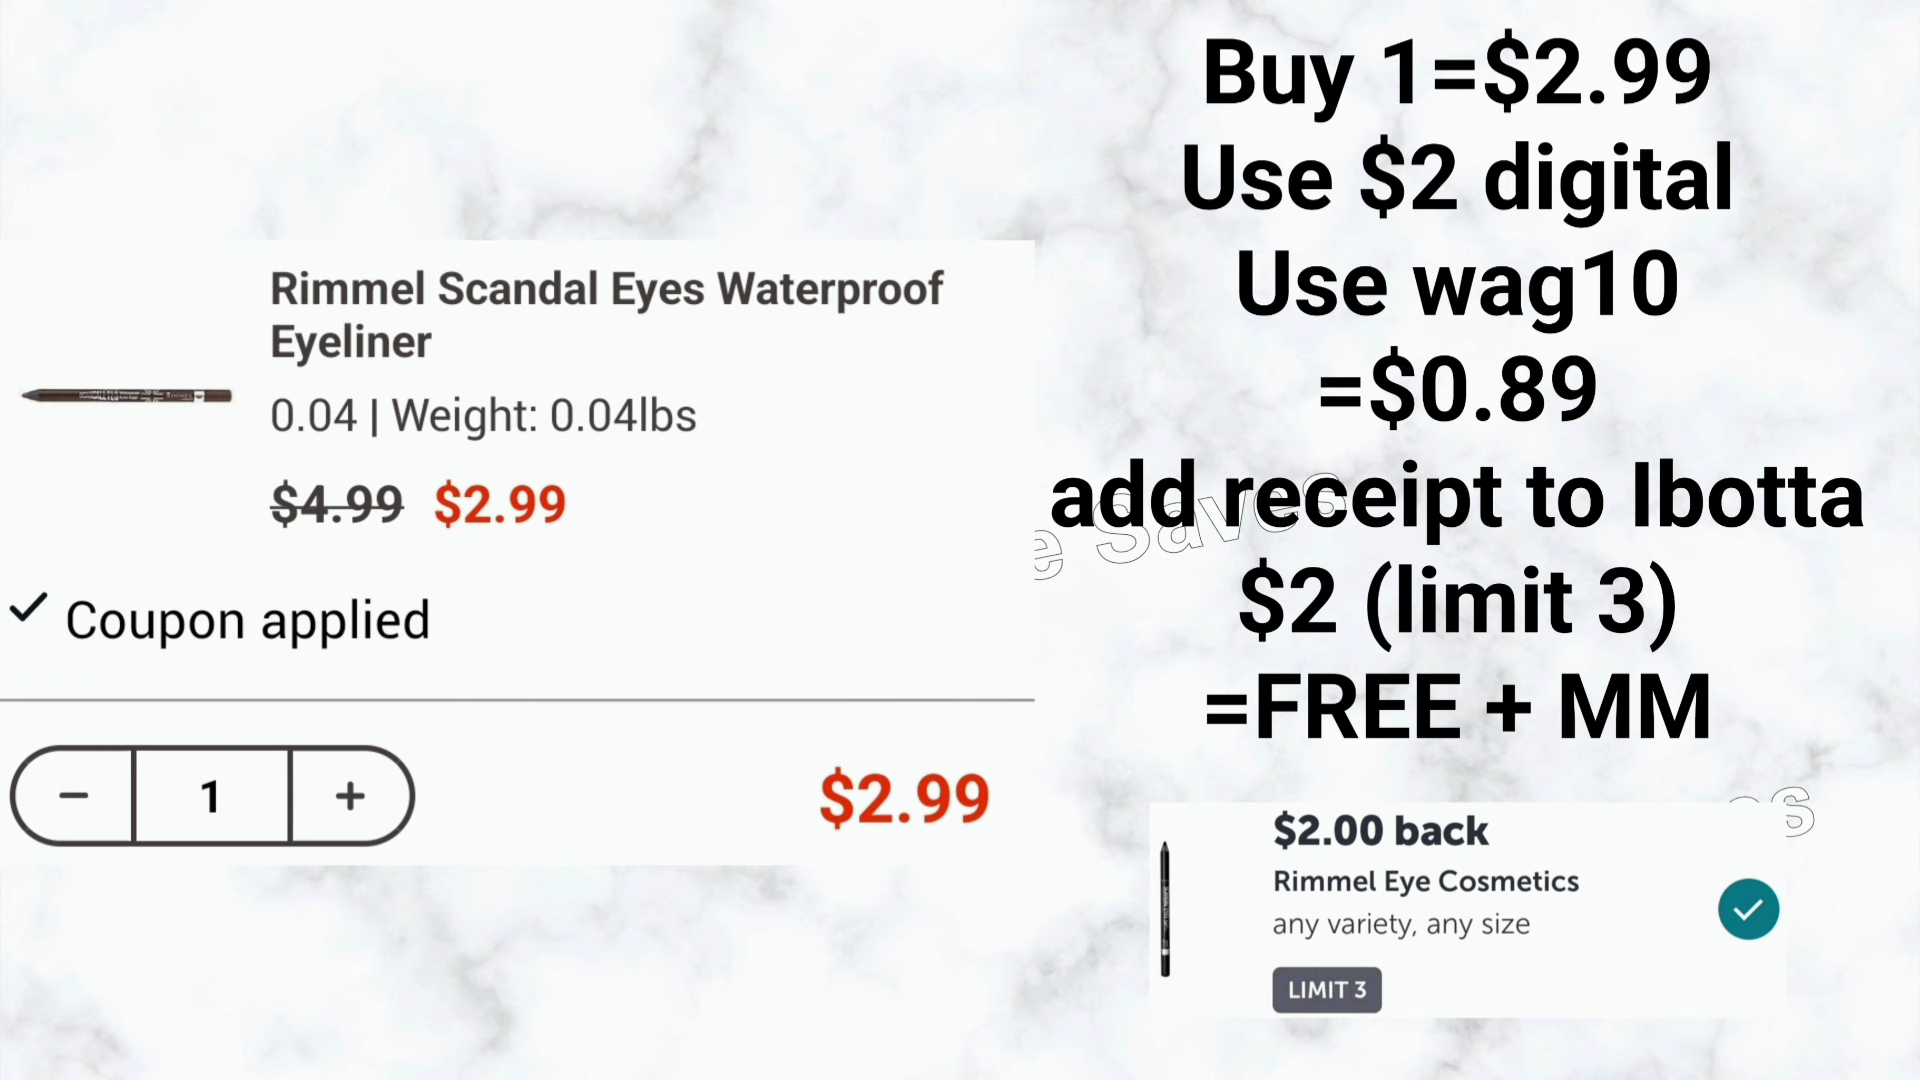 Rimmel Scandal Eyes Waterproof
Eyeliner
0.04 | Weight: 0.04lbs
$4.99 $2.99
Coupon applied
− 1 +
$2.99
Buy 1=$2.99
Use $2 digital
Use wag10
=$0.89
add receipt to Ibotta
$2 (limit 3)
=FREE + MM
e Saves
$2.00 back
Rimmel Eye Cosmetics
any variety, any size
LIMIT 3